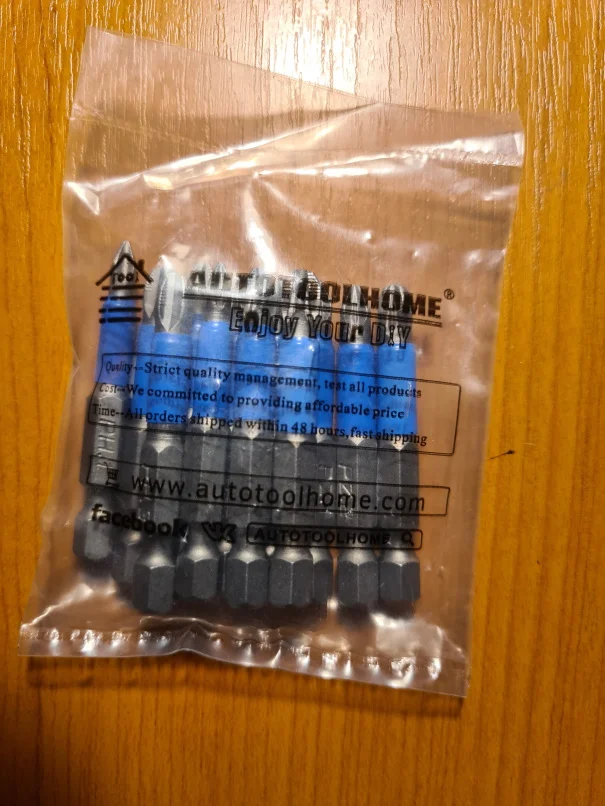 TOOL
AUTOTOOLHOME®
Enjoy Your DIY
Quality--Strict quality management, test all products
Cost--We committed to providing affordable price
Time--All orders shipped within 48 hours,fast shipping
www.autotoolhome.com
facebook VK AUTOTOOLHOME